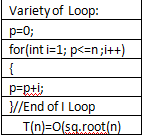 Variety of Loop:
p=0;
for(int i=1; p<=n ;i++)
{
p=p+i;
}//End of I Loop
T(n)=O(sq.root(n)